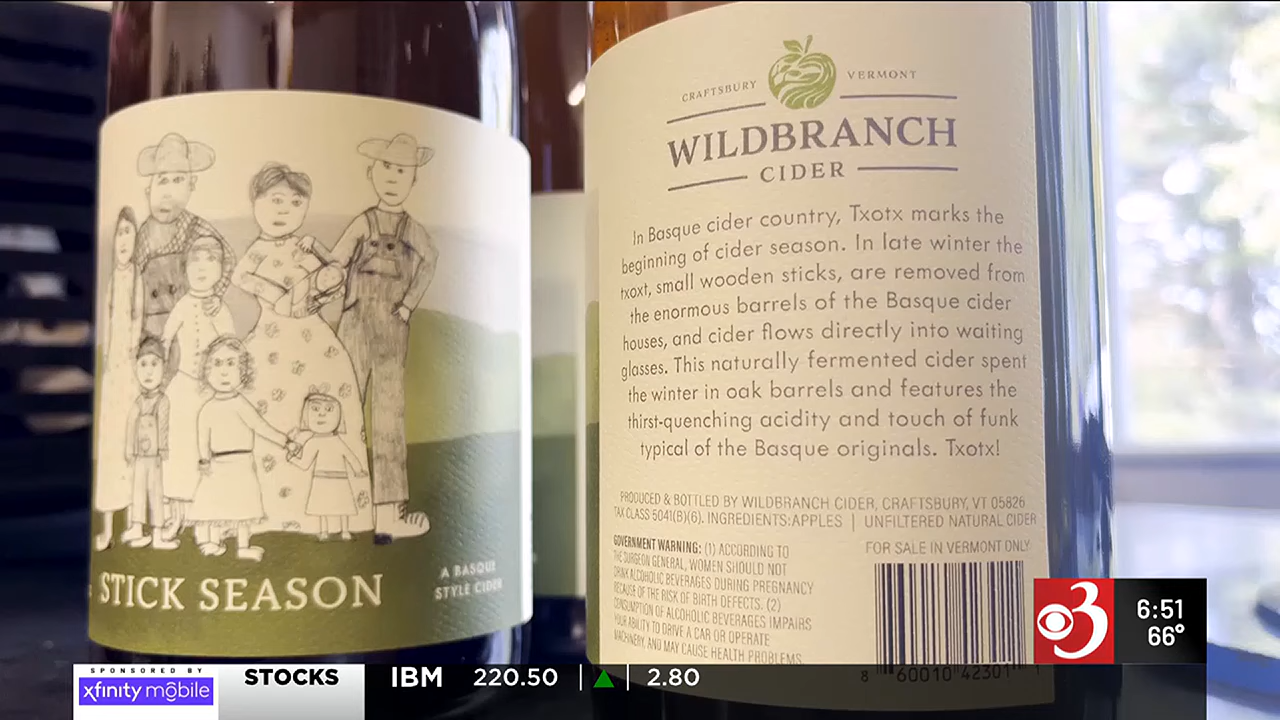 STICK SEASON
A BASQUE
STYLE CIDER
CRAFTSBURY VERMONT
WILDBRANCH
CIDER
In Basque cider country, Txotx marks the
beginning of cider season. In late winter the
txoxt, small wooden sticks, are removed from
the enormous barrels of the Basque cider
houses, and cider flows directly into waiting
glasses. This naturally fermented cider spent
the winter in oak barrels and features the
thirst-quenching acidity and touch of funk
typical of the Basque originals. Txotx!
PRODUCED & BOTTLED BY WILDBRANCH CIDER, CRAFTSBURY, VT 05826
TAX CLASS 5041(B)(6). INGREDIENTS:APPLES | UNFILTERED NATURAL CIDER
FOR SALE IN VERMONT ONLY
GOVERNMENT WARNING: (1) ACCORDING TO
THE SURGEON GENERAL, WOMEN SHOULD NOT
DRINK ALCOHOLIC BEVERAGES DURING PREGNANCY
BECAUSE OF THE RISK OF BIRTH DEFECTS. (2)
CONSUMPTION OF ALCOHOLIC BEVERAGES IMPAIRS
YOUR ABILITY TO DRIVE A CAR OR OPERATE
MACHINERY, AND MAY CAUSE HEALTH PROBLEMS.
8 60010 42301
3
6:51
66°
SPONSORED BY
xfinity mobile
STOCKS
IBM 220.50 | ▲ | 2.80